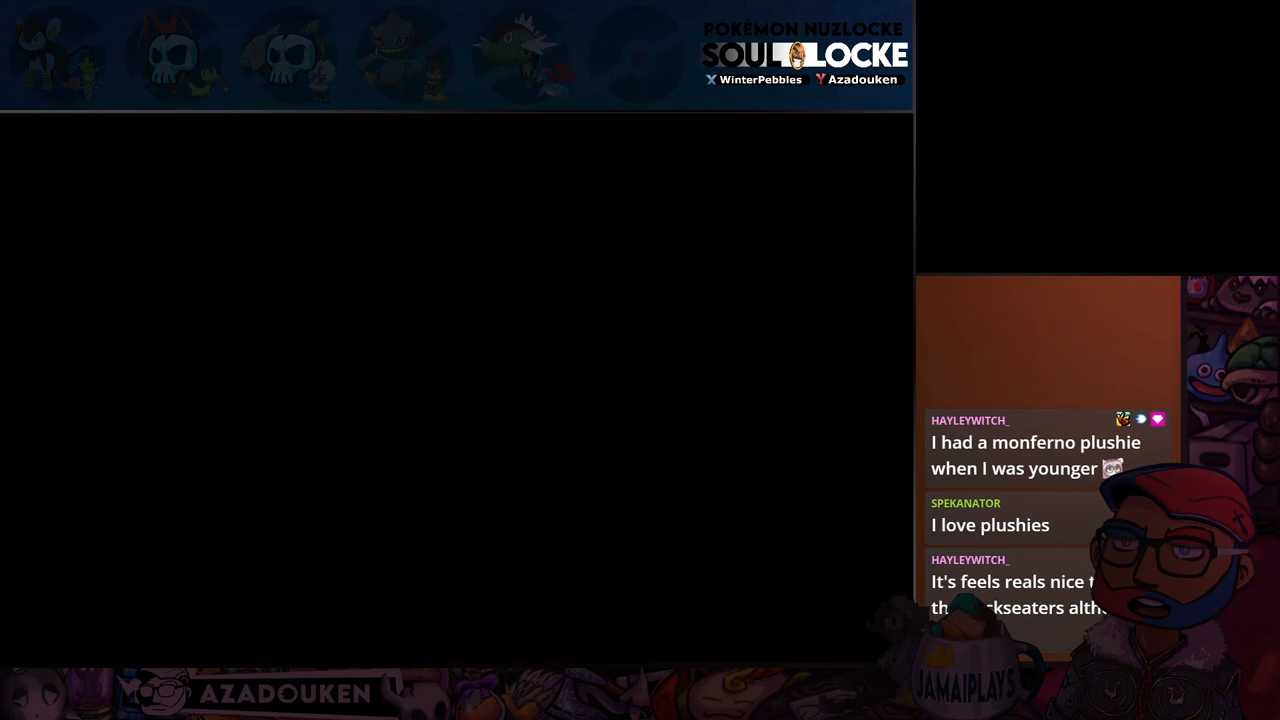 POKÉMON NUZLOCKE
SOUL LOCKE
WinterPebbles Azadouken
HAYLEYWITCH_
I had a monferno plushie
when I was younger
SPEKANATOR
I love plushies
HAYLEYWITCH_
It's feels reals nice
AZADOUKEN
JAMAIPLAYS